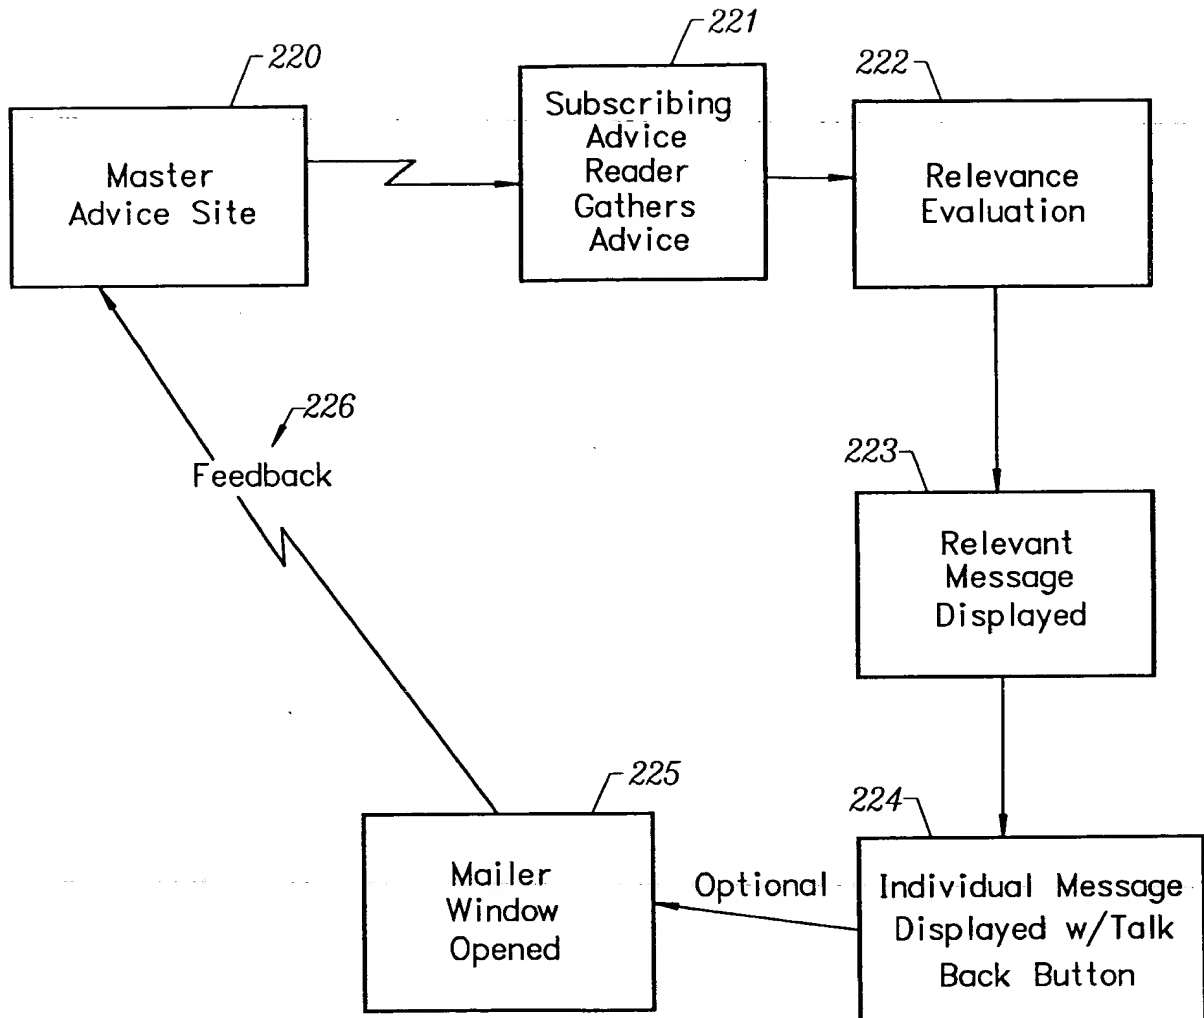 220
Master
Advice Site
221
Subscribing
Advice
Reader
Gathers
Advice
222
Relevance
Evaluation
223
Relevant
Message
Displayed
224
Individual Message
Displayed w/Talk
Back Button
Optional
225
Mailer
Window
Opened
226
Feedback